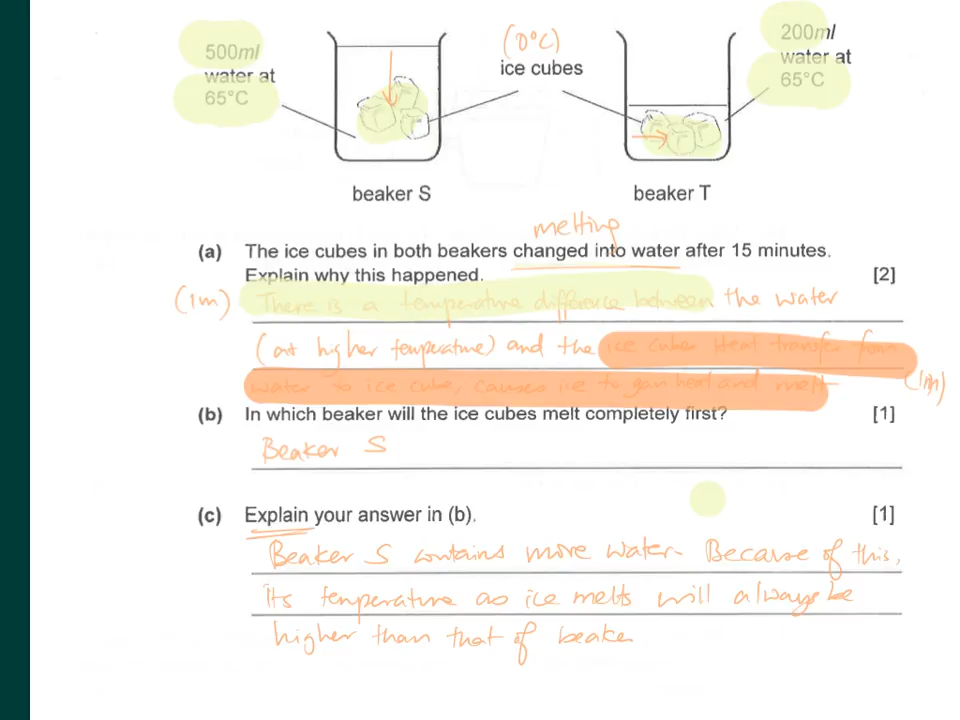 500ml
water at
65°C
(0°C)
ice cubes
200ml
water at
65°C
beaker S
beaker T
melting
(a) The ice cubes in both beakers changed into water after 15 minutes.
Explain why this happened. [2]
(1m) There is a temperature difference between the water
(at higher temperature) and the ice cube. Heat transfer from
water to ice cube, causes ice to gain heat and melt (1m)
(b) In which beaker will the ice cubes melt completely first? [1]
Beaker S
(c) Explain your answer in (b). [1]
Beaker S contains more water. Because of this,
its temperature as ice melts will always be
higher than that of beaker